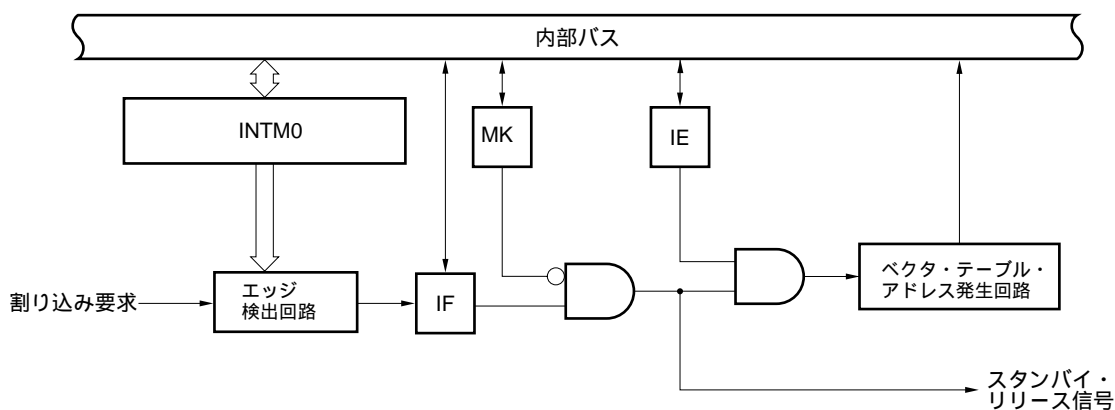 内部バス
INTM0
MK
IE
割り込み要求
エッジ
検出回路
IF
ベクタ・テーブル・
アドレス発生回路
スタンバイ・
リリース信号